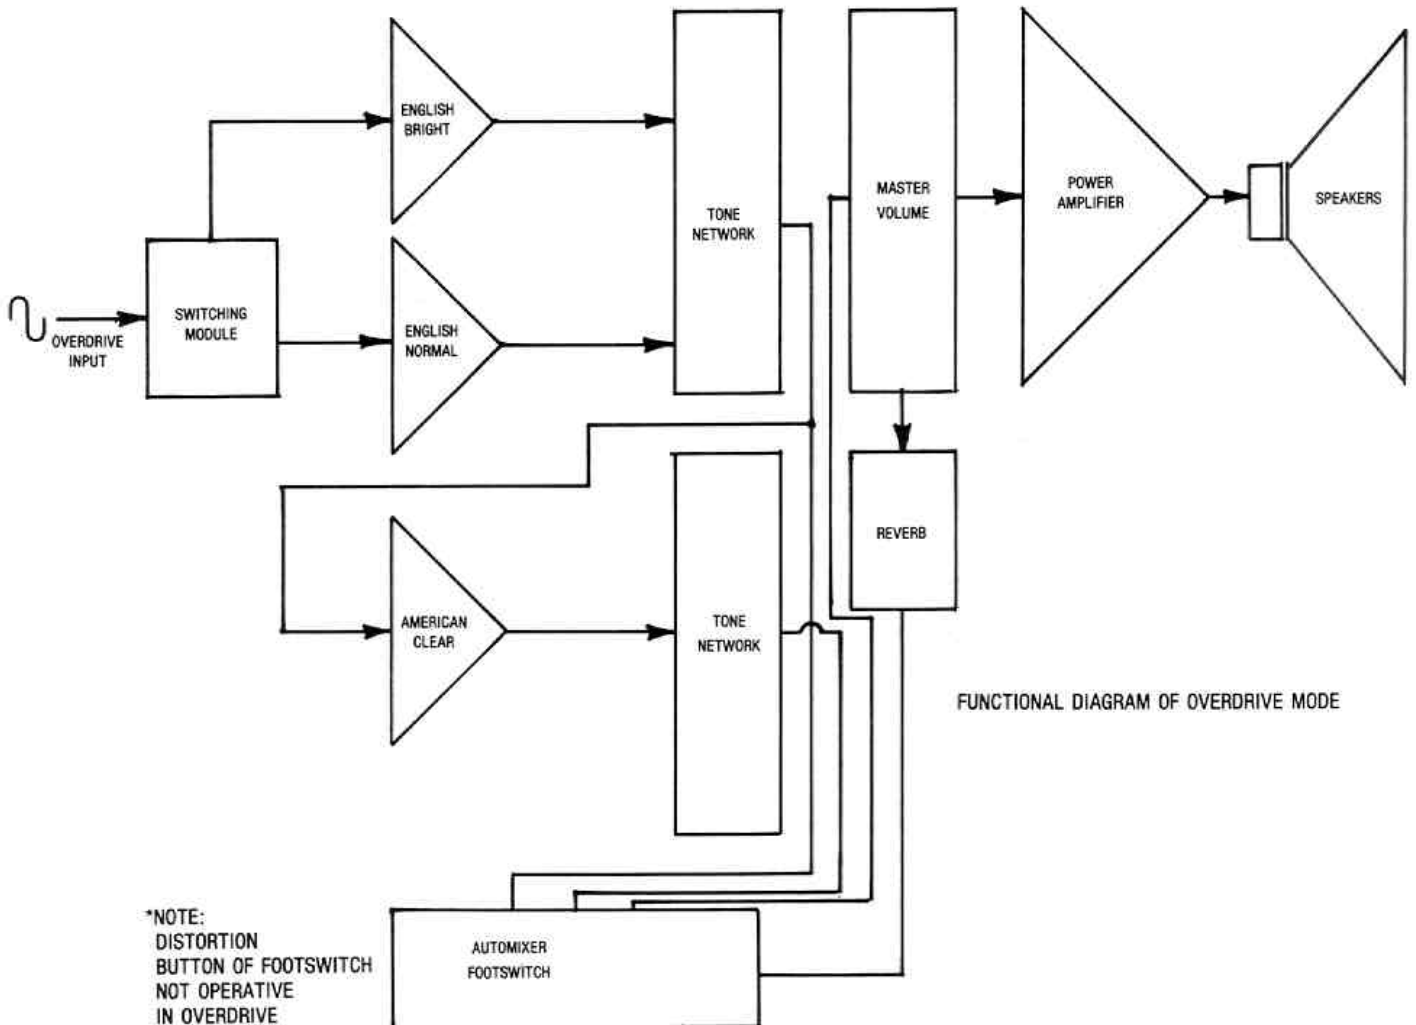 ENGLISH
BRIGHT
TONE
NETWORK
MASTER
VOLUME
POWER
AMPLIFIER
SPEAKERS
SWITCHING
MODULE
OVERDRIVE
INPUT
ENGLISH
NORMAL
REVERB
AMERICAN
CLEAR
TONE
NETWORK
FUNCTIONAL DIAGRAM OF OVERDRIVE MODE
*NOTE:
DISTORTION
BUTTON OF FOOTSWITCH
NOT OPERATIVE
IN OVERDRIVE
AUTOMIXER
FOOTSWITCH